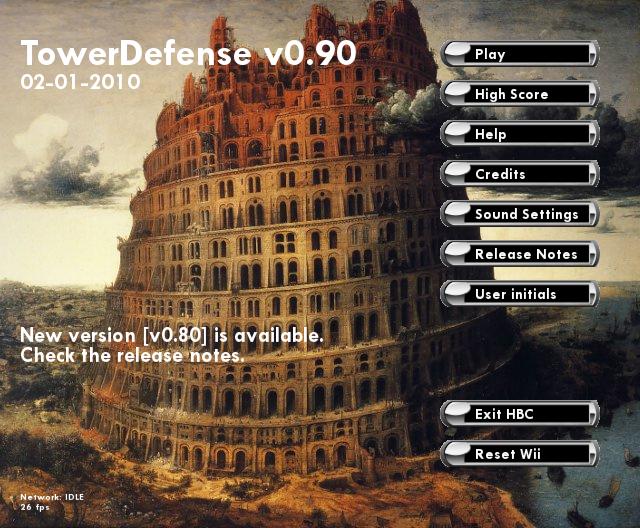 TowerDefense v0.90
02-01-2010
Play
High Score
Help
Credits
Sound Settings
Release Notes
User initials
New version [v0.80] is available.
Check the release notes.
Exit HBC
Reset Wii
Network: IDLE
26 fps